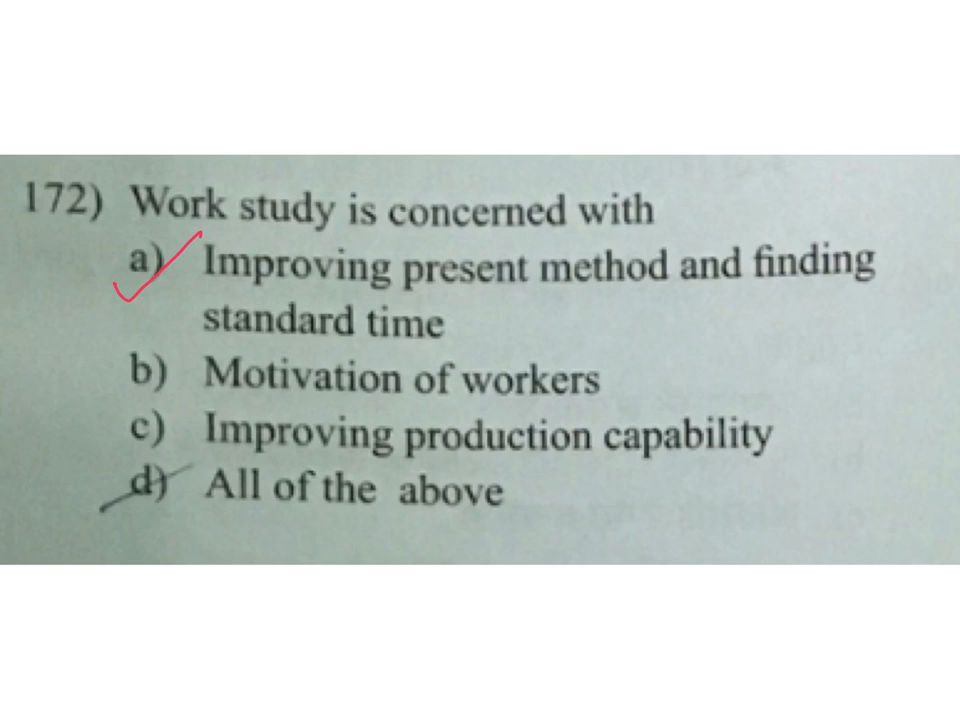 172) Work study is concerned with
a) Improving present method and finding
standard time
b) Motivation of workers
c) Improving production capability
d) All of the above